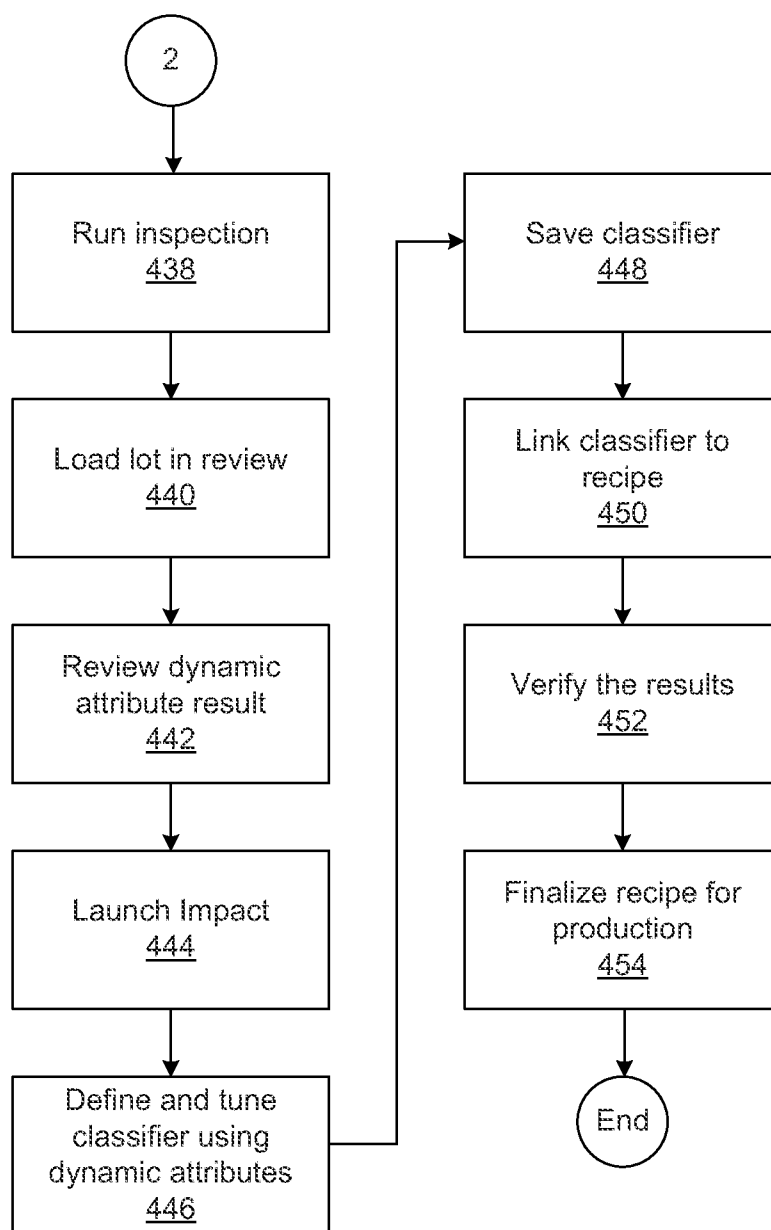 2
Run inspection
438
Load lot in review
440
Review dynamic
attribute result
442
Launch Impact
444
Define and tune
classifier using
dynamic attributes
446
Save classifier
448
Link classifier to
recipe
450
Verify the results
452
Finalize recipe for
production
454
End